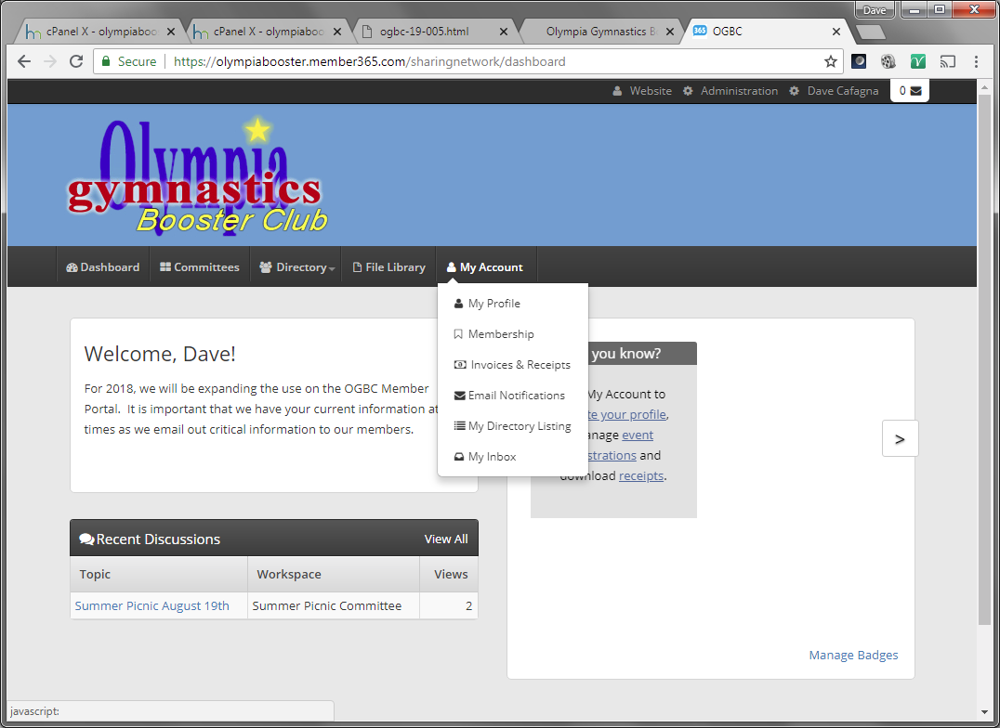 Dave
cPanel X - olympiaboo
cPanel X - olympiaboo
ogbc-19-005.html
Olympia Gymnastics B
365 OGBC
Secure https://olympiabooster.member365.com/sharingnetwork/dashboard
Website Administration Dave Cafagna 0
Olympia
gymnastics
Booster Club
Dashboard Committees Directory File Library My Account
My Profile
Membership
Invoices & Receipts
Email Notifications
My Directory Listing
My Inbox
Welcome, Dave!
For 2018, we will be expanding the use on the OGBC Member
Portal. It is important that we have your current information at
times as we email out critical information to our members.
you know?
My Account to
te your profile,
anage event
strations and
download receipts.
>
Recent Discussions View All
Topic Workspace Views
Summer Picnic August 19th Summer Picnic Committee 2
Manage Badges
javascript: